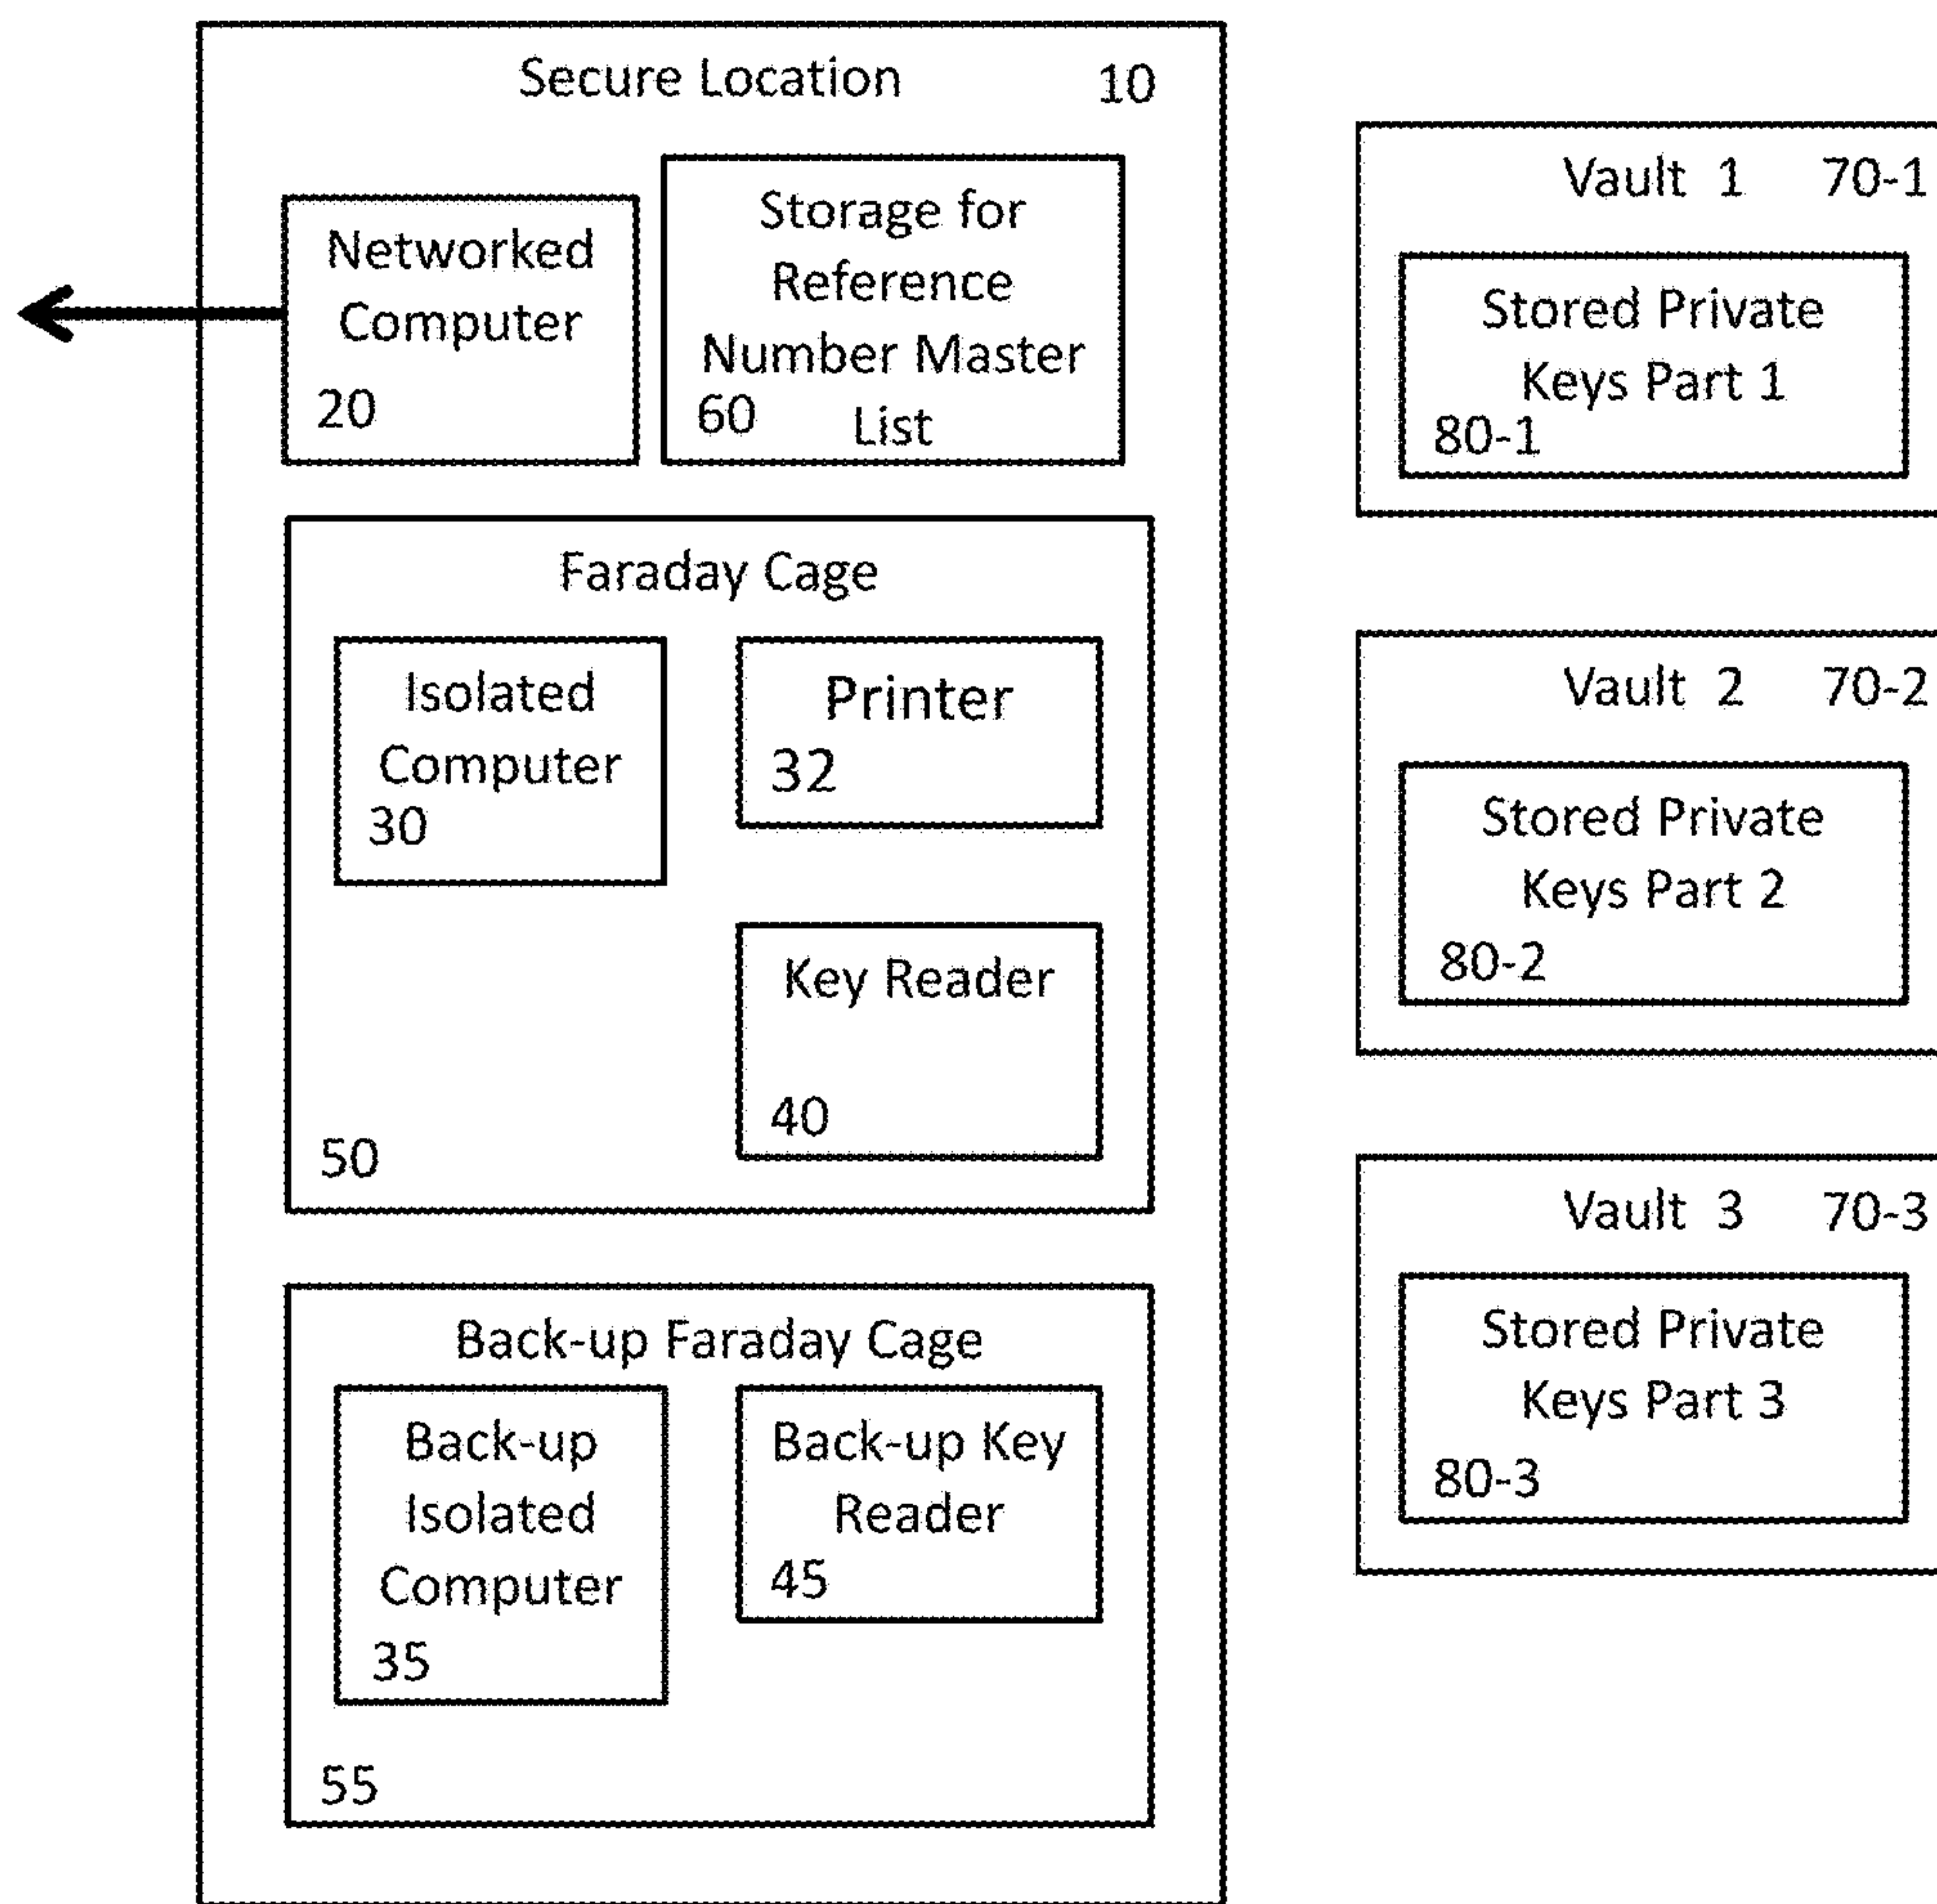 Secure Location 10
Networked
Computer
20
Storage for
Reference
Number Master
60 List
Faraday Cage
Isolated
Computer
30
Printer
32
Key Reader
40
50
Back-up Faraday Cage
Back-up
Isolated
Computer
35
Back-up Key
Reader
45
55
Vault 1 70-1
Stored Private
Keys Part 1
80-1
Vault 2 70-2
Stored Private
Keys Part 2
80-2
Vault 3 70-3
Stored Private
Keys Part 3
80-3